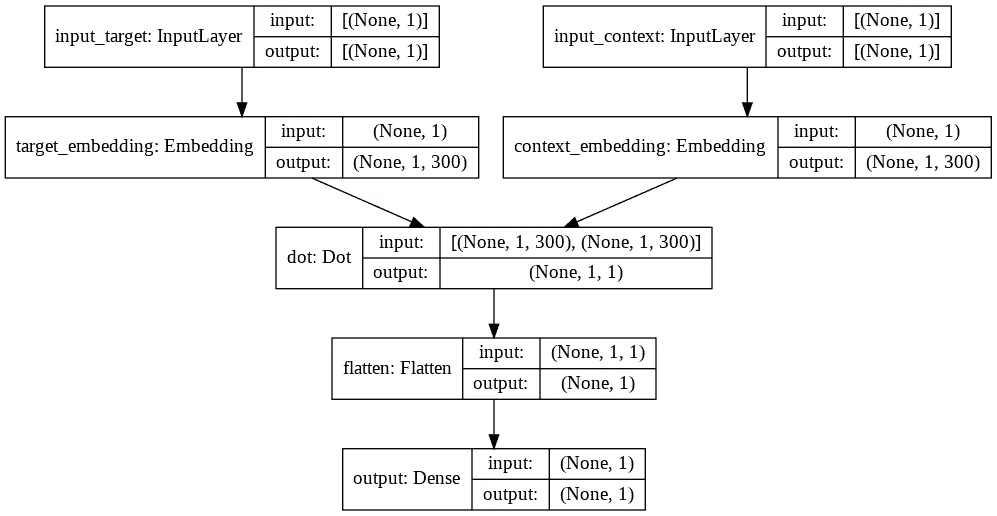 input_target: InputLayer
input: [(None, 1)]
output: [(None, 1)]
input_context: InputLayer
input: [(None, 1)]
output: [(None, 1)]
target_embedding: Embedding
input: (None, 1)
output: (None, 1, 300)
context_embedding: Embedding
input: (None, 1)
output: (None, 1, 300)
dot: Dot
input: [(None, 1, 300), (None, 1, 300)]
output: (None, 1, 1)
flatten: Flatten
input: (None, 1, 1)
output: (None, 1)
output: Dense
input: (None, 1)
output: (None, 1)